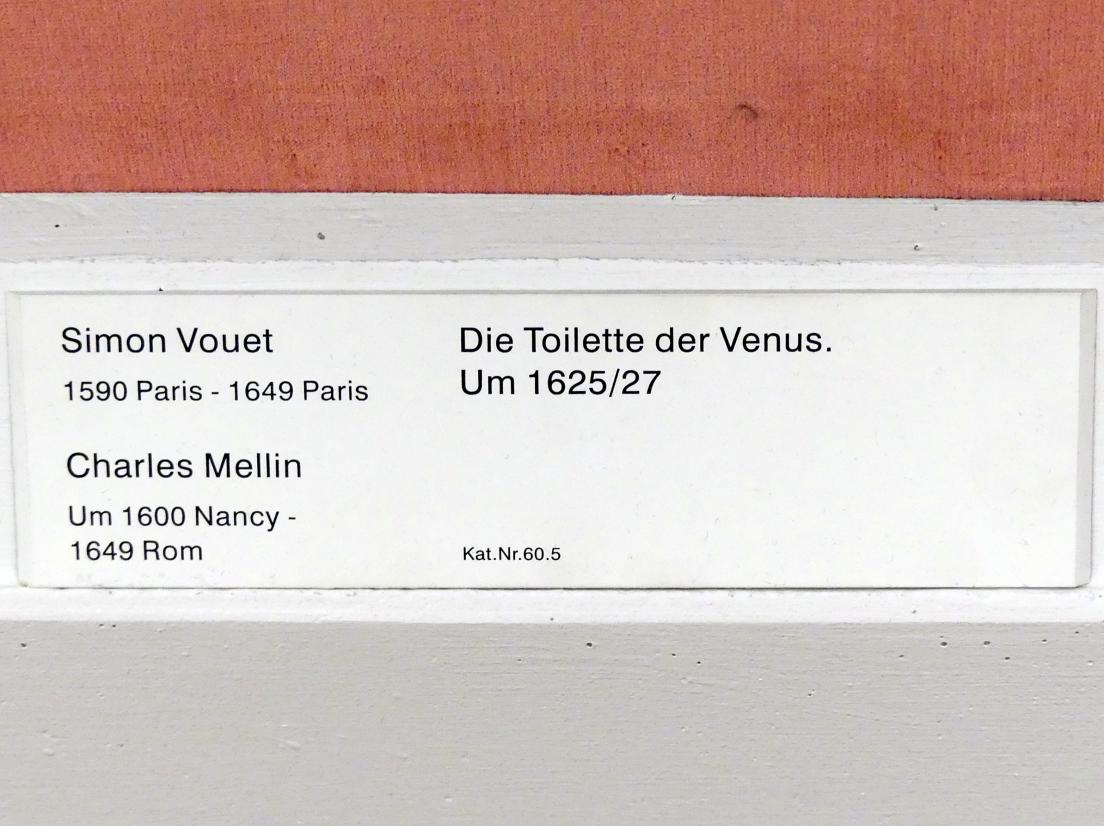 Simon Vouet
1590 Paris - 1649 Paris
Charles Mellin
Um 1600 Nancy -
1649 Rom
Die Toilette der Venus.
Um 1625/27
Kat.Nr.60.5